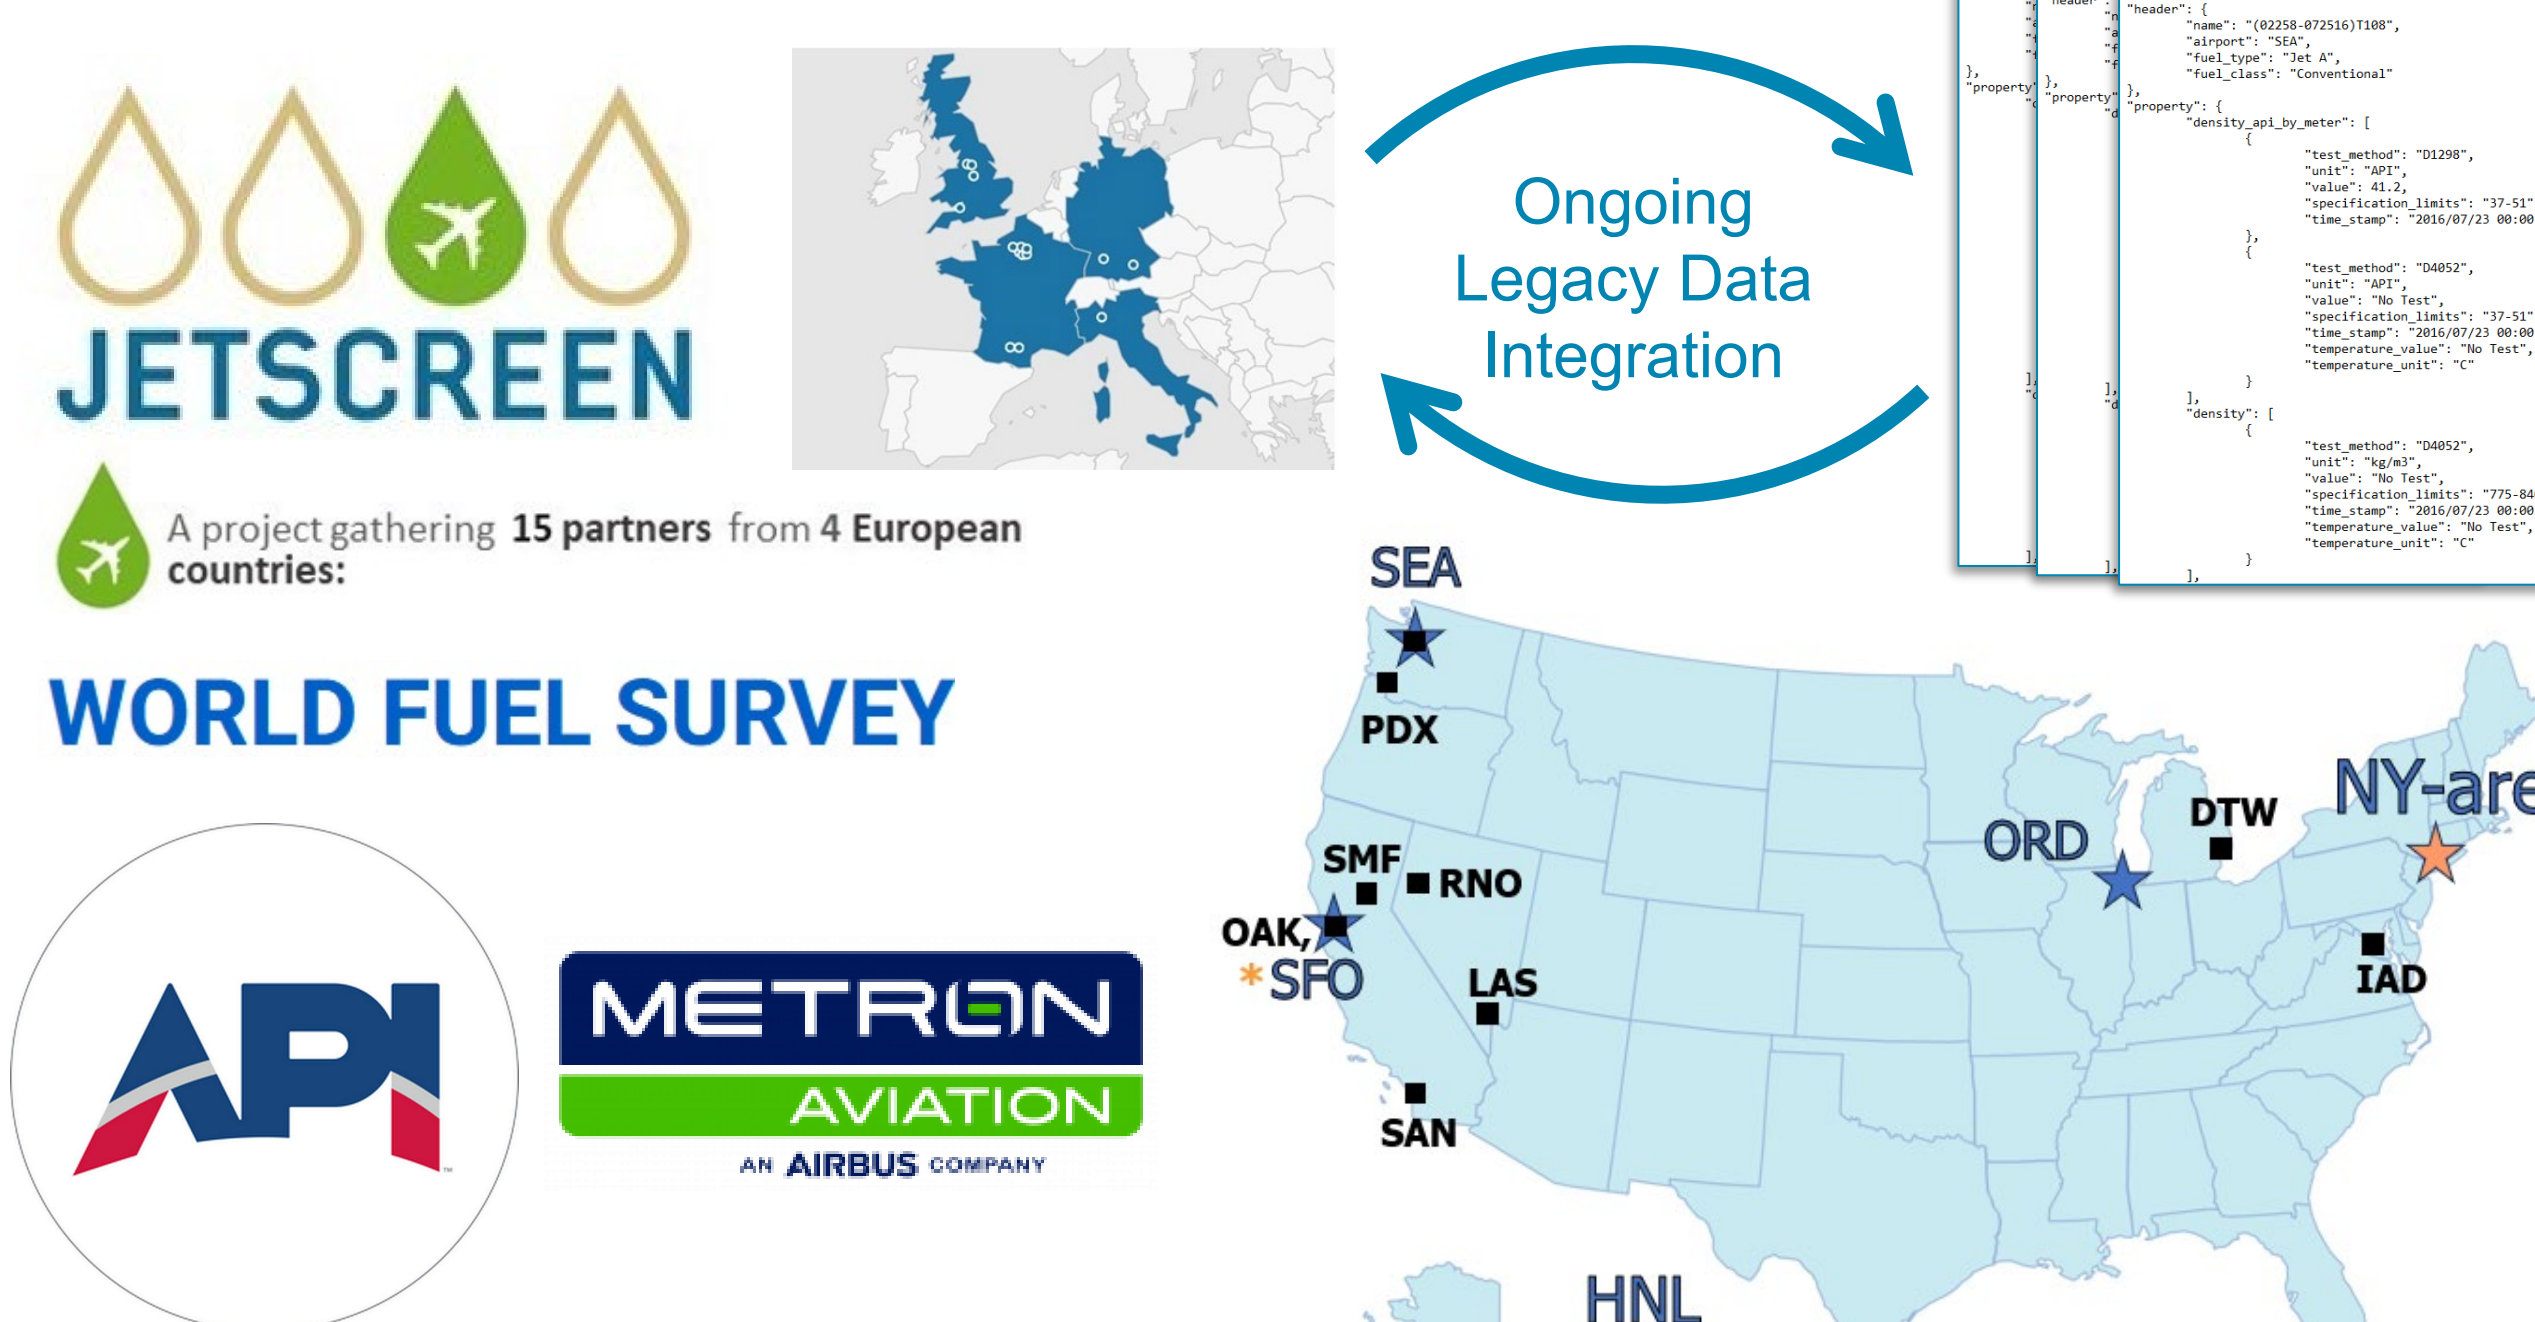 JETSCREEN
A project gathering 15 partners from 4 European
countries:
WORLD FUEL SURVEY
API
METRON
AVIATION
AN AIRBUS COMPANY
Ongoing
Legacy Data
Integration
},
"property"
],
],
},
"property"
],
],
"header": {
"name": "(02258-072516)T108",
"airport": "SEA",
"fuel_type": "Jet A",
"fuel_class": "Conventional"
},
"property": {
"density_api_by_meter": [
{
"test_method": "D1298",
"unit": "API",
"value": 41.2,
"specification_limits": "37-51"
"time_stamp": "2016/07/23 00:00
},
{
"test_method": "D4052",
"unit": "API",
"value": "No Test",
"specification_limits": "37-51"
"time_stamp": "2016/07/23 00:00
"temperature_value": "No Test",
"temperature_unit": "C"
}
],
"density": [
{
"test_method": "D4052",
"unit": "kg/m3",
"value": "No Test",
"specification_limits": "775-84
"time_stamp": "2016/07/23 00:00
"temperature_value": "No Test",
"temperature_unit": "C"
}
],
SEA
PDX
SMF
RNO
OAK,
*SFO
LAS
SAN
ORD
DTW
NY-are
IAD
HNL